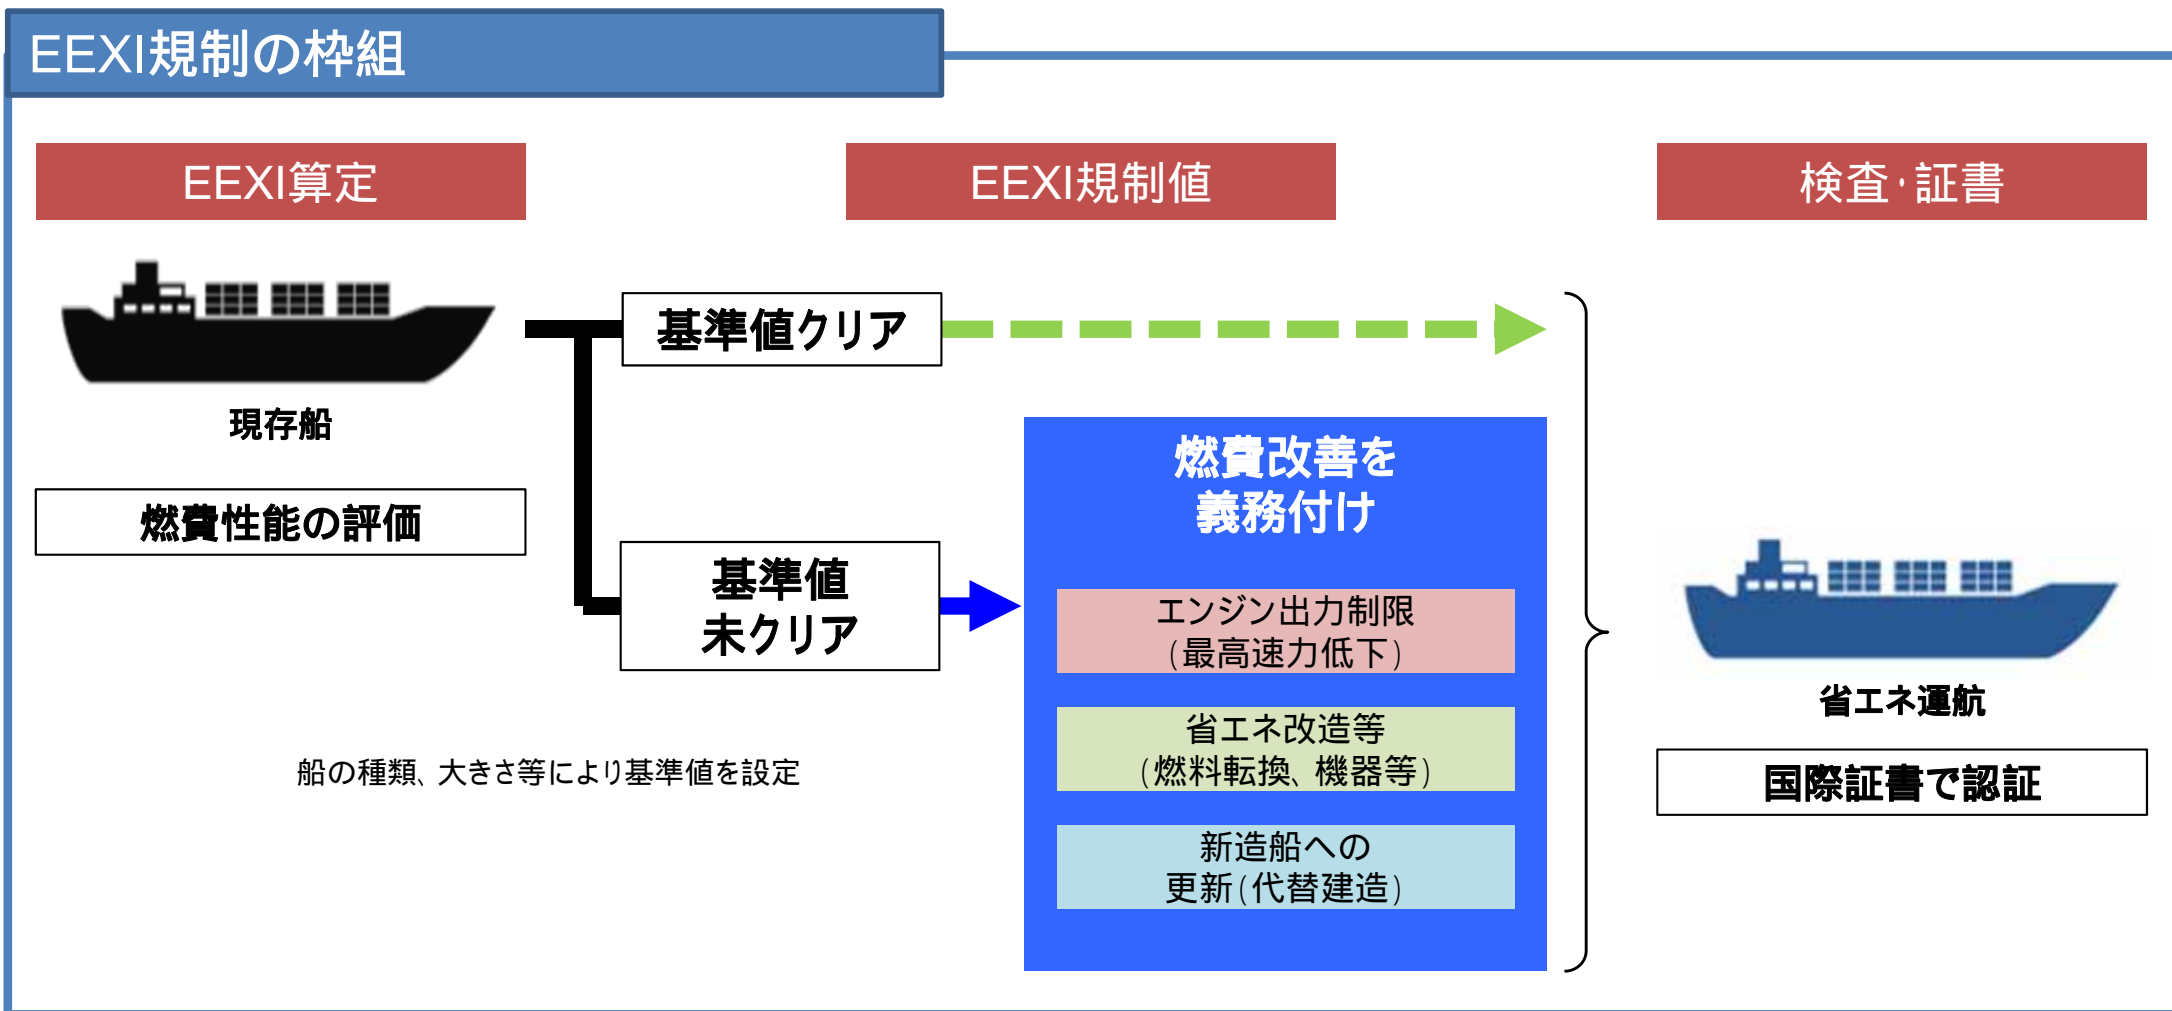 EEXI規制の枠組
EEXI算定
EEXI規制値
検査・証書
現存船
燃費性能の評価
基準値クリア
基準値
未クリア
船の種類、大きさ等により基準値を設定
燃費改善を
義務付け
エンジン出力制限
(最高速力低下)
省エネ改造等
(燃料転換、機器等)
新造船への
更新(代替建造)
省エネ運航
国際証書で認証